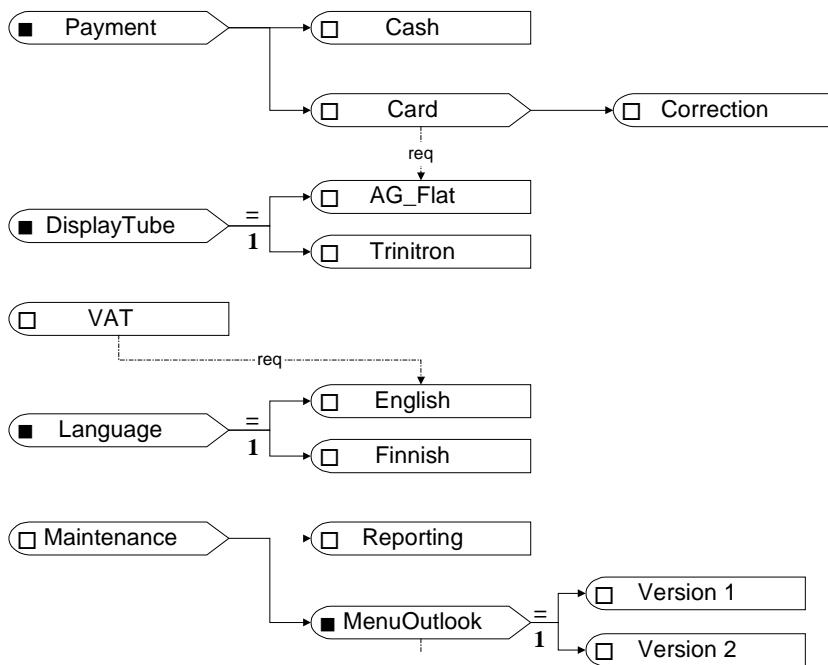 Payment
Cash
Card
Correction
req
AG_Flat
DisplayTube
=
1
Trinitron
VAT
req
English
Language
=
1
Finnish
Maintenance
Reporting
MenuOutlook
=
1
Version 1
Version 2